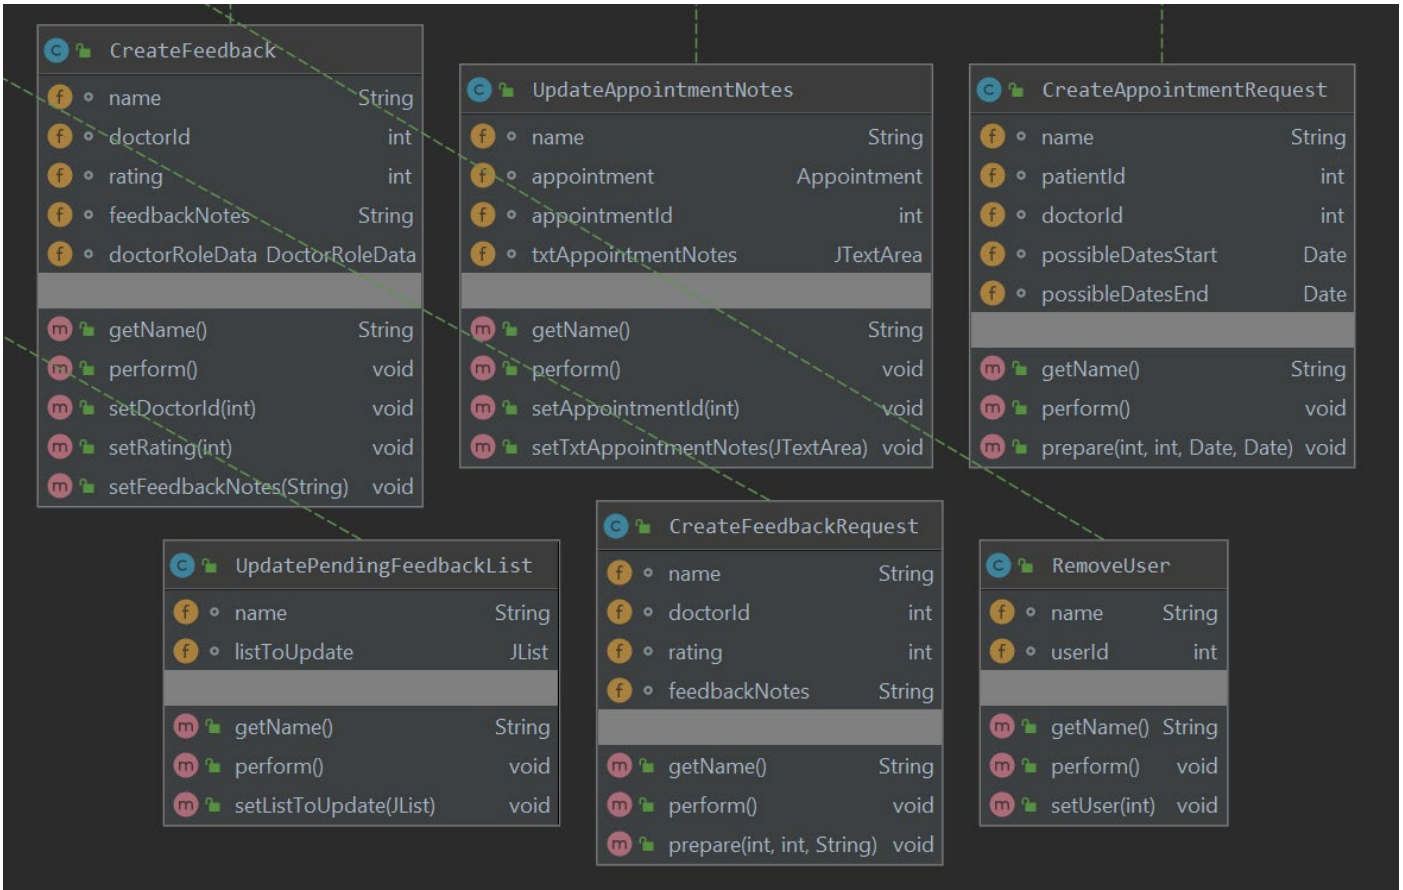 CreateFeedback
name String
doctorId int
rating int
feedbackNotes String
doctorRoleData DoctorRoleData
getName() String
perform() void
setDoctorId(int) void
setRating(int) void
setFeedbackNotes(String) void
UpdateAppointmentNotes
name String
appointment Appointment
appointmentId int
txtAppointmentNotes JTextArea
getName() String
perform() void
setAppointmentId(int) void
setTxtAppointmentNotes(JTextArea) void
CreateAppointmentRequest
name String
patientId int
doctorId int
possibleDatesStart Date
possibleDatesEnd Date
getName() String
perform() void
prepare(int, int, Date, Date) void
UpdatePendingFeedbackList
name String
listToUpdate JList
getName() String
perform() void
setListToUpdate(JList) void
CreateFeedbackRequest
name String
doctorId int
rating int
feedbackNotes String
getName() String
perform() void
prepare(int, int, String) void
RemoveUser
name String
userId int
getName() String
perform() void
setUser(int) void